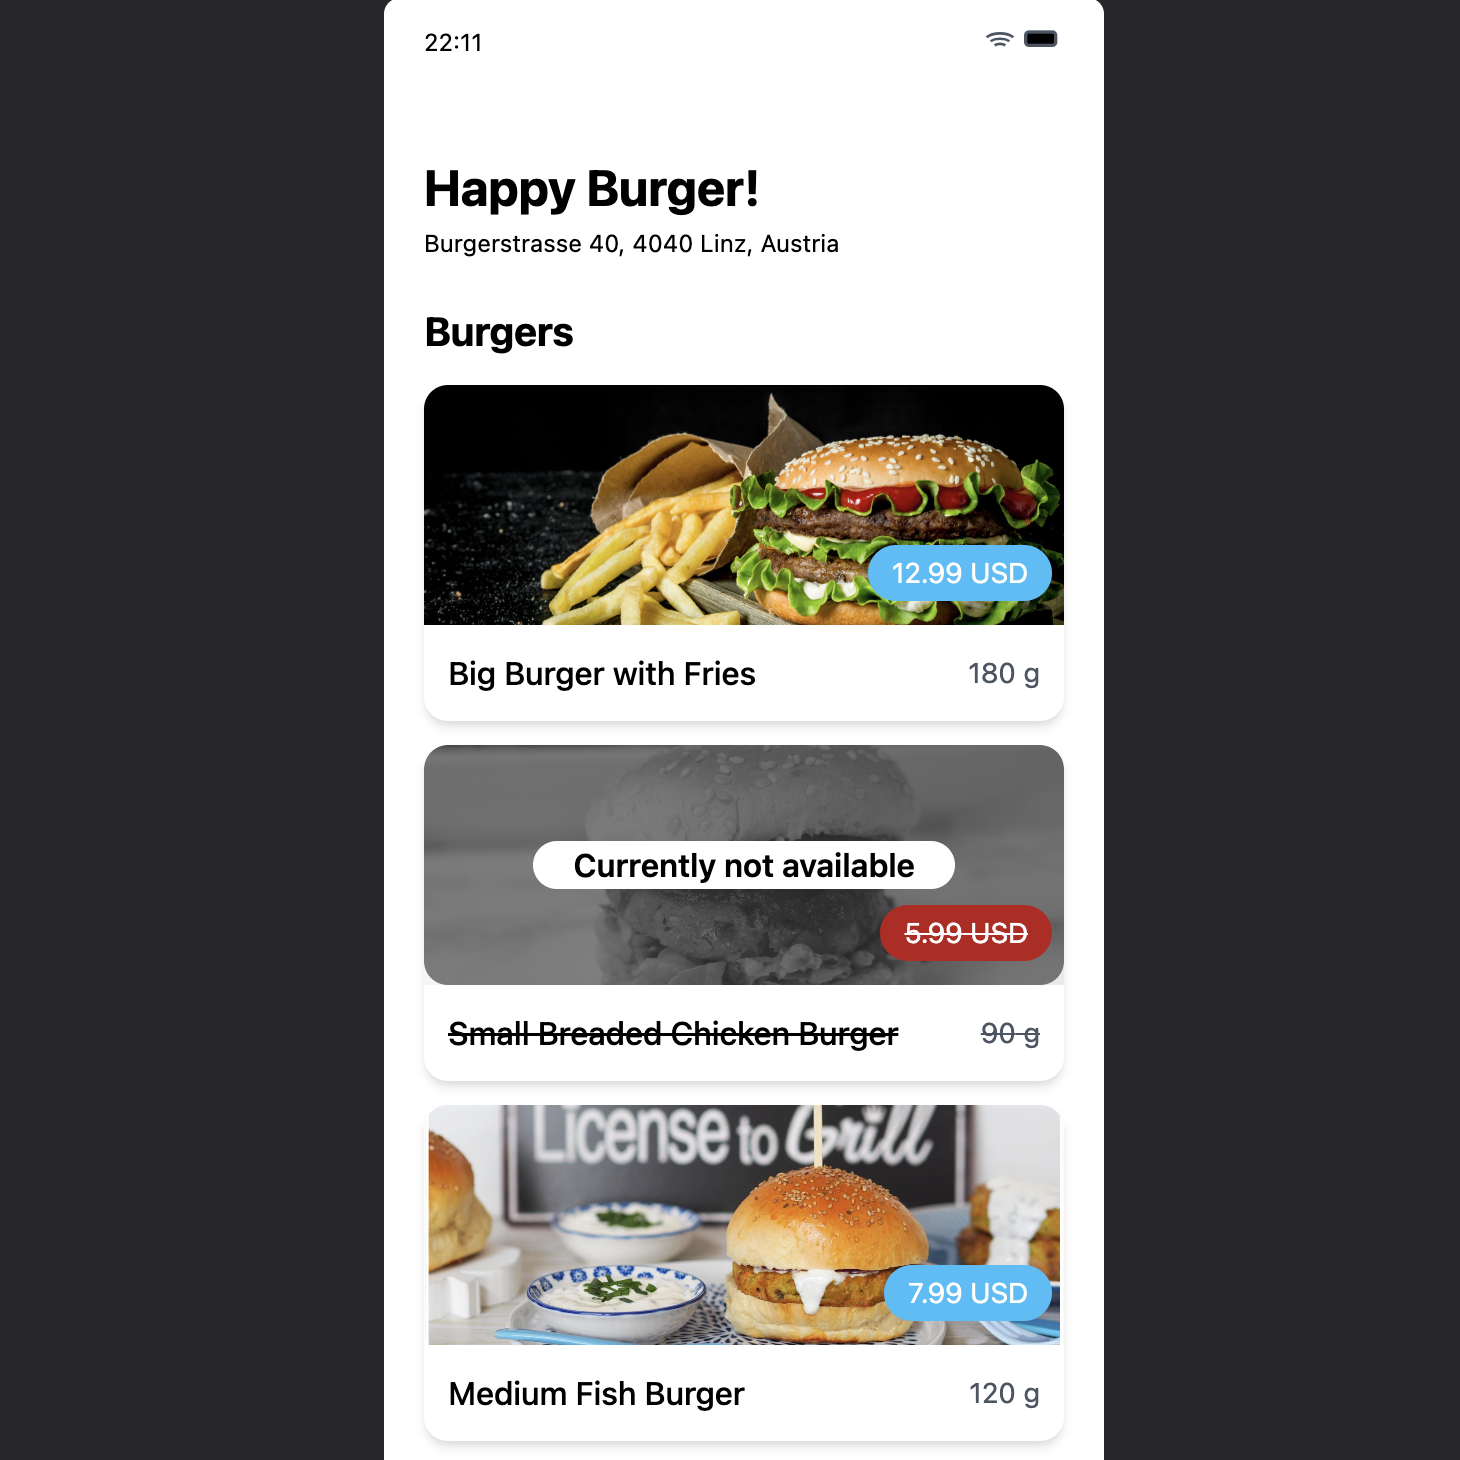 22:11
Happy Burger!
Burgerstrasse 40, 4040 Linz, Austria
Burgers
12.99 USD
Big Burger with Fries 180 g
Currently not available
5.99 USD
Small Breaded Chicken Burger 90 g
License to Grill
7.99 USD
Medium Fish Burger 120 g